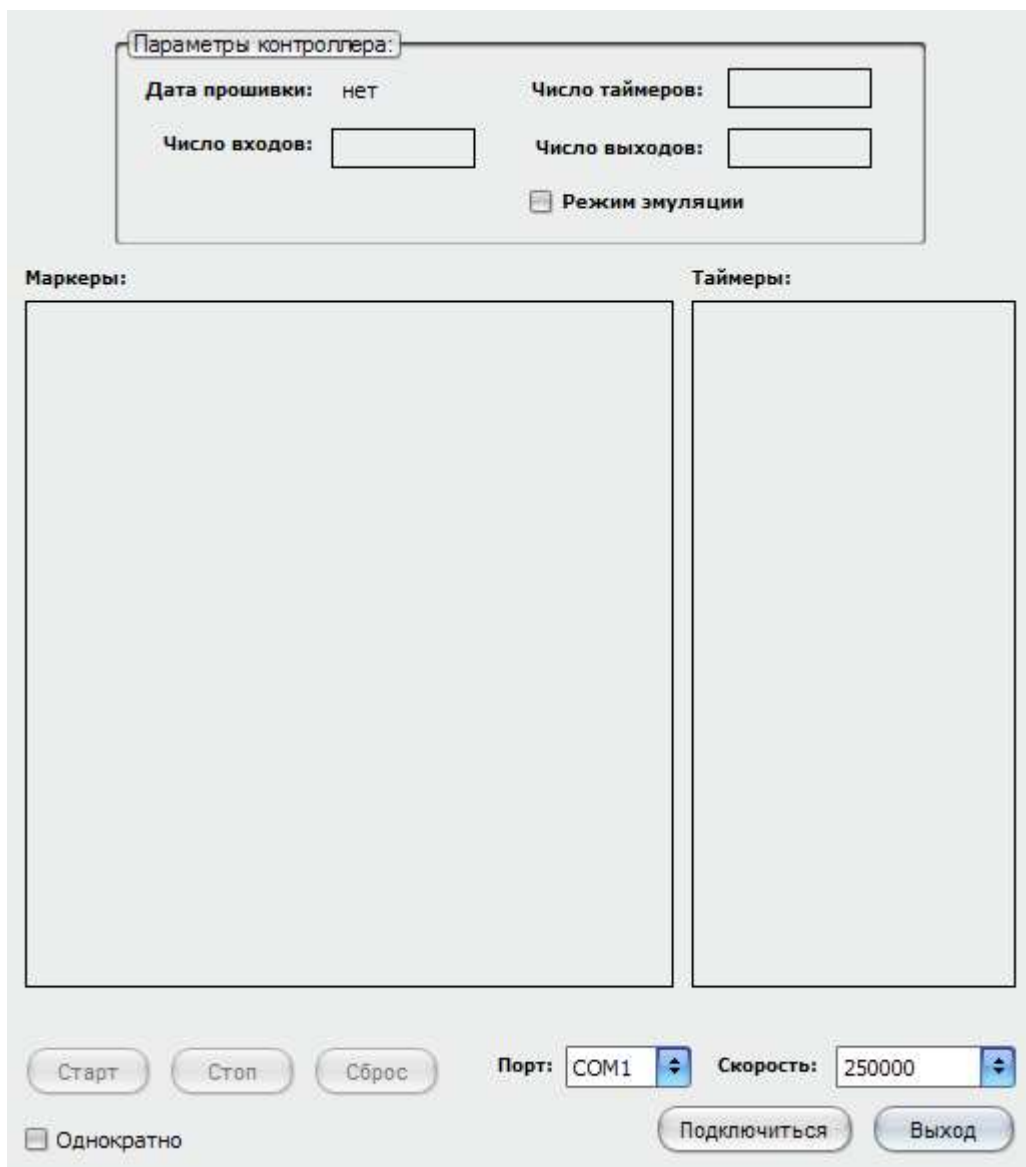 Параметры контроллера:
Дата прошивки: нет Число таймеров:
Число входов: Число выходов:
Режим эмуляции
Маркеры: Таймеры:
Старт Стоп Сброс Порт: COM1 Скорость: 250000
Однократно Подключиться Выход